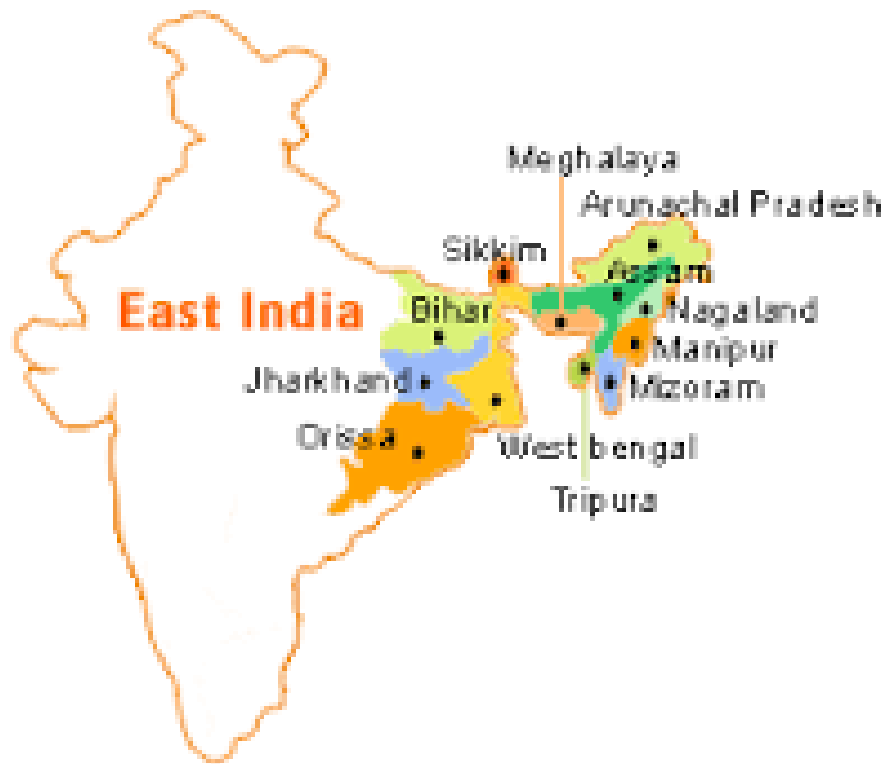 Meghalaya
Arunachal Pradesh
Sikkim
Assam
East India
Bihar
Nagaland
Manipur
Jharkhand
Mizoram
Orissa
West bengal
Tripura